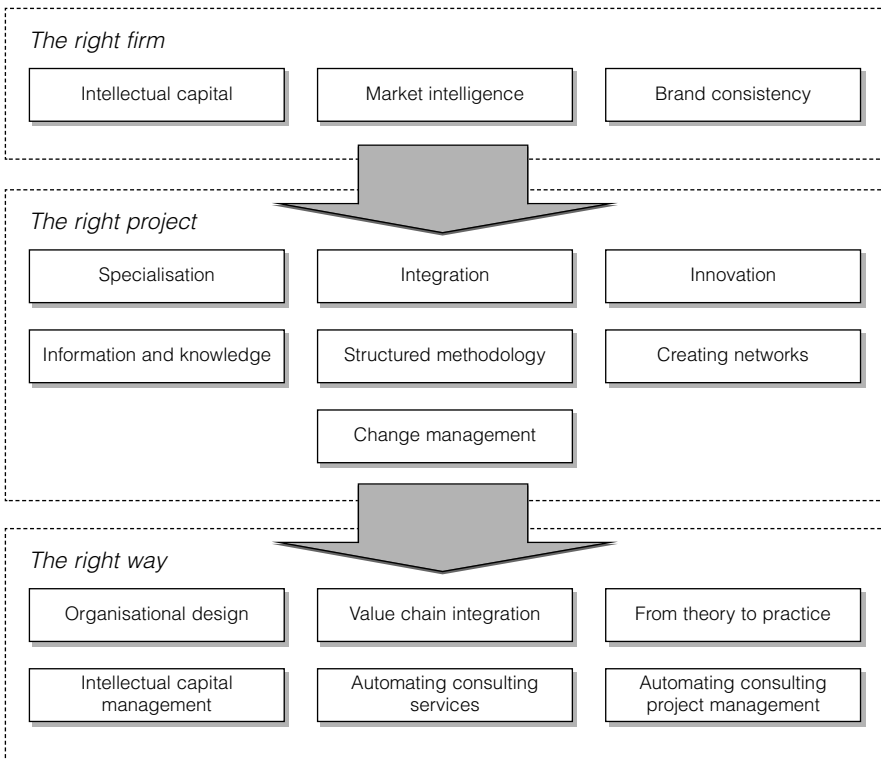 The right firm
Intellectual capital
Market intelligence
Brand consistency
The right project
Specialisation
Integration
Innovation
Information and knowledge
Structured methodology
Creating networks
Change management
The right way
Organisational design
Value chain integration
From theory to practice
Intellectual capital
management
Automating consulting
services
Automating consulting
project management